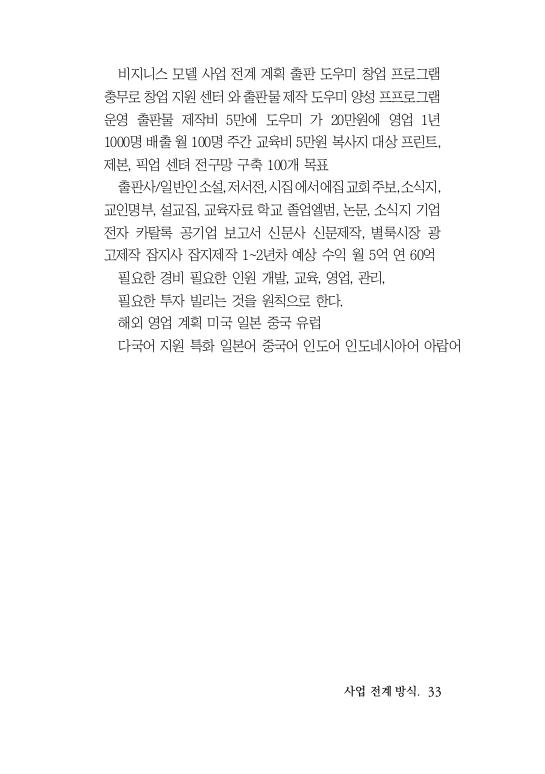 비지니스 모델 사업 전계 계획 출판 도우미 창업 프로그램
충무로 창업 지원 센터 와 출판물 제작 도우미 양성 프프로그램
운영 출판물 제작비 5만에 도우미 가 20만원에 영업 1년
1000명 배출 월 100명 주간 교육비 5만원 복사지 대상 프린트,
제본, 픽업 센텨 전구망 구축 100개 목표
출판사/일반인 소설, 저서전, 시집 에서 에집 교회 주보, 소식지,
교인명부, 설교집, 교육자료 학교 졸업엘범, 논문, 소식지 기업
전자 카탈록 공기업 보고서 신문사 신문제작, 별룩시장 광
고제작 잡지사 잡지제작 1~2년차 예상 수익 월 5억 연 60억
필요한 경비 필요한 인원 개발, 교육, 영업, 관리,
필요한 투자 빌리는 것을 원칙으로 한다.
해외 영업 계획 미국 일본 중국 유럽
다국어 지원 특화 일본어 중국어 인도어 인도네시아어 아랍어
사업 전계 방식. 33